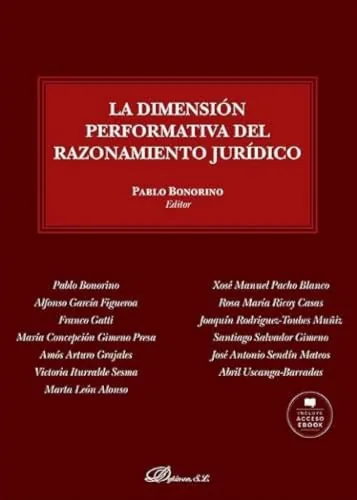 LA DIMENSIÓN
PERFORMATIVA DEL
RAZONAMIENTO JURÍDICO
PABLO BONORINO
Editor
Pablo Bonorino
Alfonso García Figueroa
Franco Gatti
María Concepción Gimeno Presa
Amós Arturo Grajales
Victoria Iturralde Sesma
Marta León Alonso
Xosé Manuel Pacho Blanco
Rosa María Ricoy Casas
Joaquín Rodríguez-Toubes Muñiz
Santiago Salvador Gimeno
José Antonio Sendín Mateos
Abril Uscanga-Barradas
INCLUYE
ACCESO
EBOOK
Dykinson, S.L.